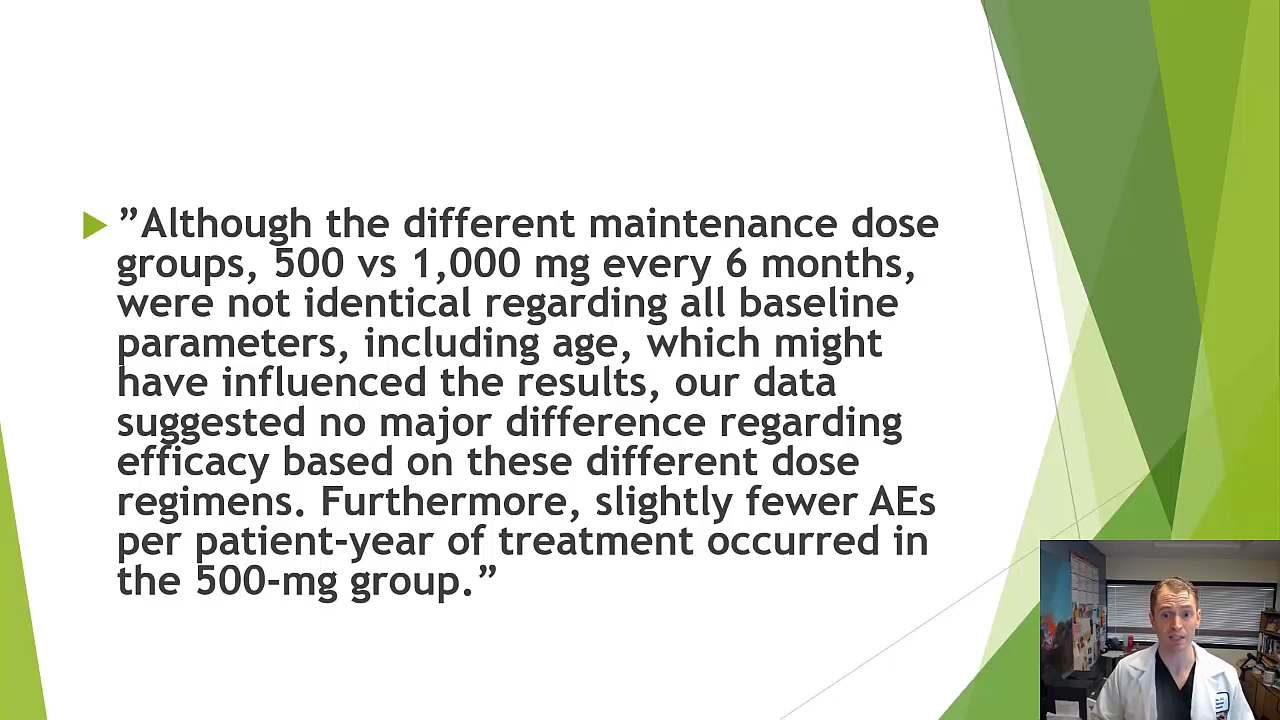 ”Although the different maintenance dose
groups, 500 vs 1,000 mg every 6 months,
were not identical regarding all baseline
parameters, including age, which might
have influenced the results, our data
suggested no major difference regarding
efficacy based on these different dose
regimens. Furthermore, slightly fewer AEs
per patient-year of treatment occurred in
the 500-mg group.”